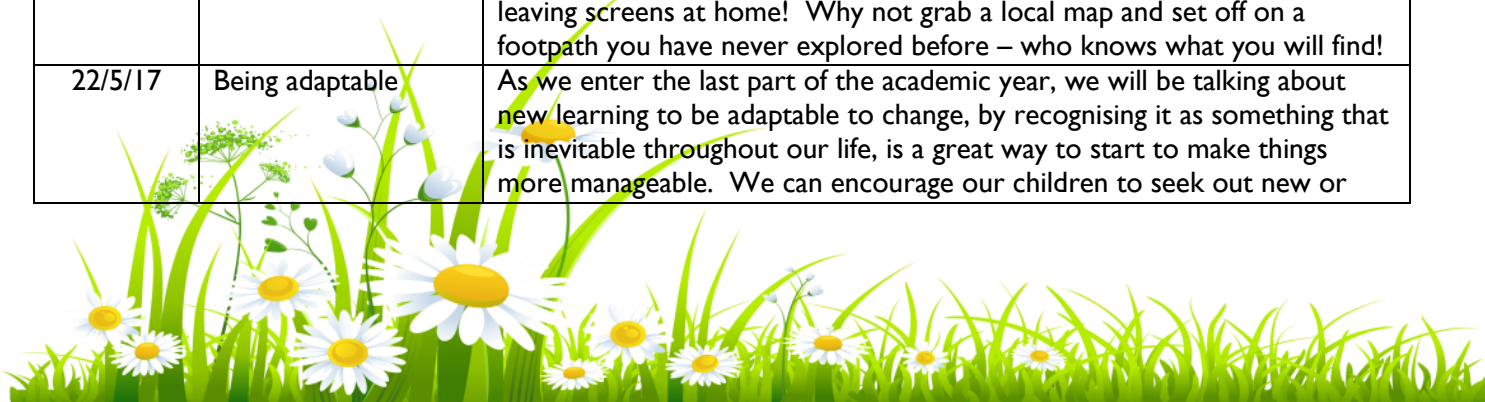 leaving screens at home!  Why not grab a local map and set off on a
footpath you have never explored before – who knows what you will find!
22/5/17 Being adaptable As we enter the last part of the academic year, we will be talking about
new learning to be adaptable to change, by recognising it as something that
is inevitable throughout our life, is a great way to start to make things
more manageable.  We can encourage our children to seek out new or